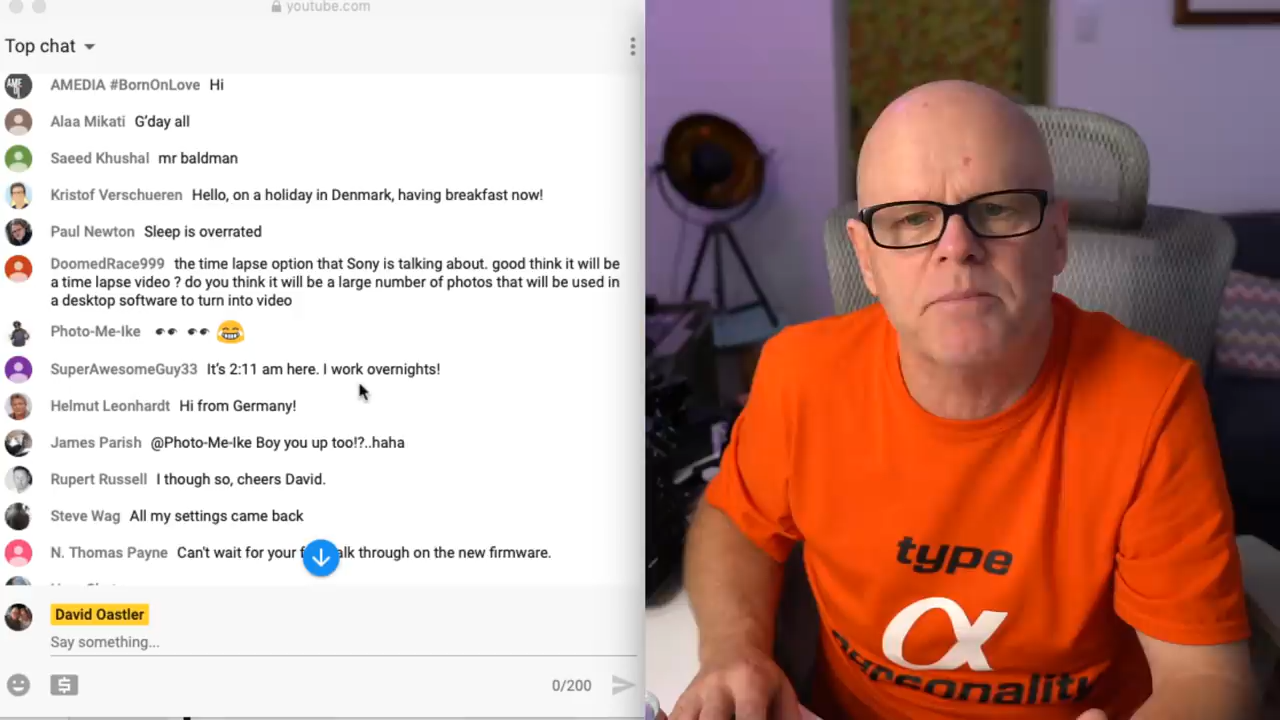 youtube.com
Top chat
AMEDIA #BornOnLove Hi
Alaa Mikati G'day all
Saeed Khushal mr baldman
Kristof Verschueren Hello, on a holiday in Denmark, having breakfast now!
Paul Newton Sleep is overrated
DoomedRace999 the time lapse option that Sony is talking about. good think it will be
a time lapse video ? do you think it will be a large number of photos that will be used in
a desktop software to turn into video
Photo-Me-Ike 👀 👀 😂
SuperAwesomeGuy33 It's 2:11 am here. I work overnights!
Helmut Leonhardt Hi from Germany!
James Parish @Photo-Me-Ike Boy you up too!?..haha
Rupert Russell I though so, cheers David.
Steve Wag All my settings came back
N. Thomas Payne Can't wait for your through on the new firmware.
David Oastler
Say something...
0/200
type
α
personality